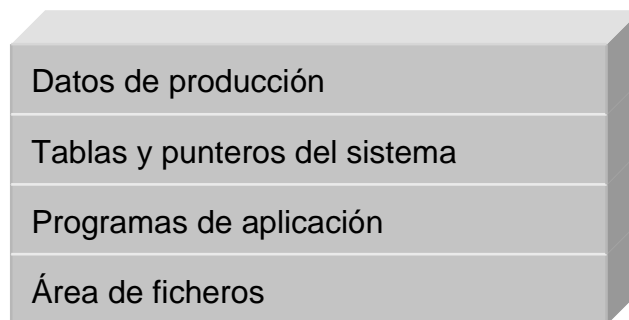 Datos de producción
Tablas y punteros del sistema
Programas de aplicación
Área de ficheros